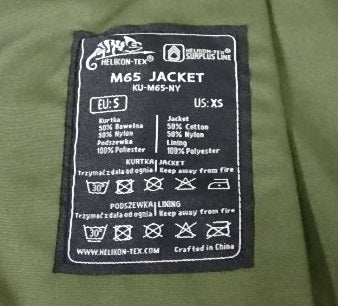 HELIKON-TEX®
HELIKON-TEX
SURPLUS LINE
M65 JACKET
KU-M65-NY
EU: S US: XS
Kurtka Jacket
50% Bawełna 50% Cotton
50% Nylon 50% Nylon
Podszewka Lining
100% Polyester 100% Polyester
KURTKA JACKET
Trzymać z dala od ognia Keep away from fire
30°
PODSZEWKA LINING
Trzymać z dala od ognia Keep away from fire
30°
WWW.HELIKON-TEX.COM Crafted in China